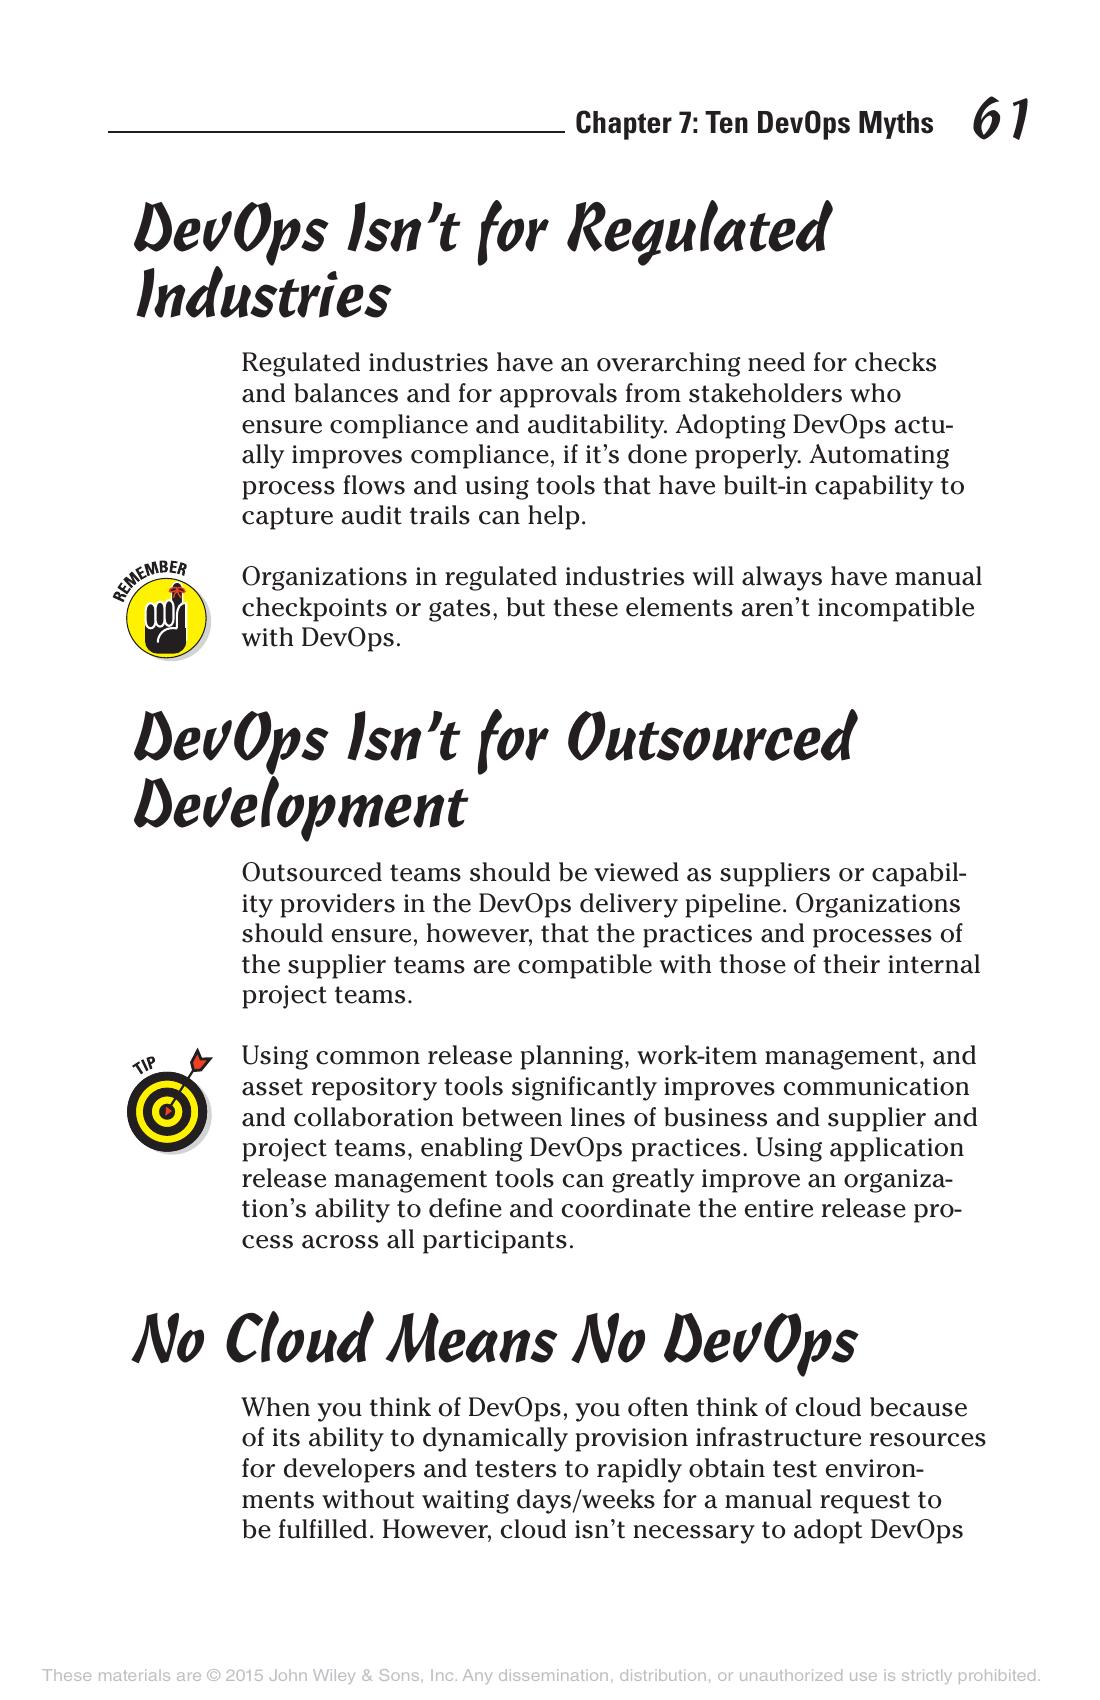 Chapter 7: Ten DevOps Myths 61
DevOps Isn't for Regulated
Industries
Regulated industries have an overarching need for checks
and balances and for approvals from stakeholders who
ensure compliance and auditability. Adopting DevOps actu-
ally improves compliance, if it's done properly. Automating
process flows and using tools that have built-in capability to
capture audit trails can help.
REMEMBER
Organizations in regulated industries will always have manual
checkpoints or gates, but these elements aren't incompatible
with DevOps.
DevOps Isn't for Outsourced
Development
Outsourced teams should be viewed as suppliers or capabil-
ity providers in the DevOps delivery pipeline. Organizations
should ensure, however, that the practices and processes of
the supplier teams are compatible with those of their internal
project teams.
TIP
Using common release planning, work-item management, and
asset repository tools significantly improves communication
and collaboration between lines of business and supplier and
project teams, enabling DevOps practices. Using application
release management tools can greatly improve an organiza-
tion's ability to define and coordinate the entire release pro-
cess across all participants.
No Cloud Means No DevOps
When you think of DevOps, you often think of cloud because
of its ability to dynamically provision infrastructure resources
for developers and testers to rapidly obtain test environ-
ments without waiting days/weeks for a manual request to
be fulfilled. However, cloud isn't necessary to adopt DevOps
These materials are © 2015 John Wiley & Sons, Inc. Any dissemination, distribution, or unauthorized use is strictly prohibited.